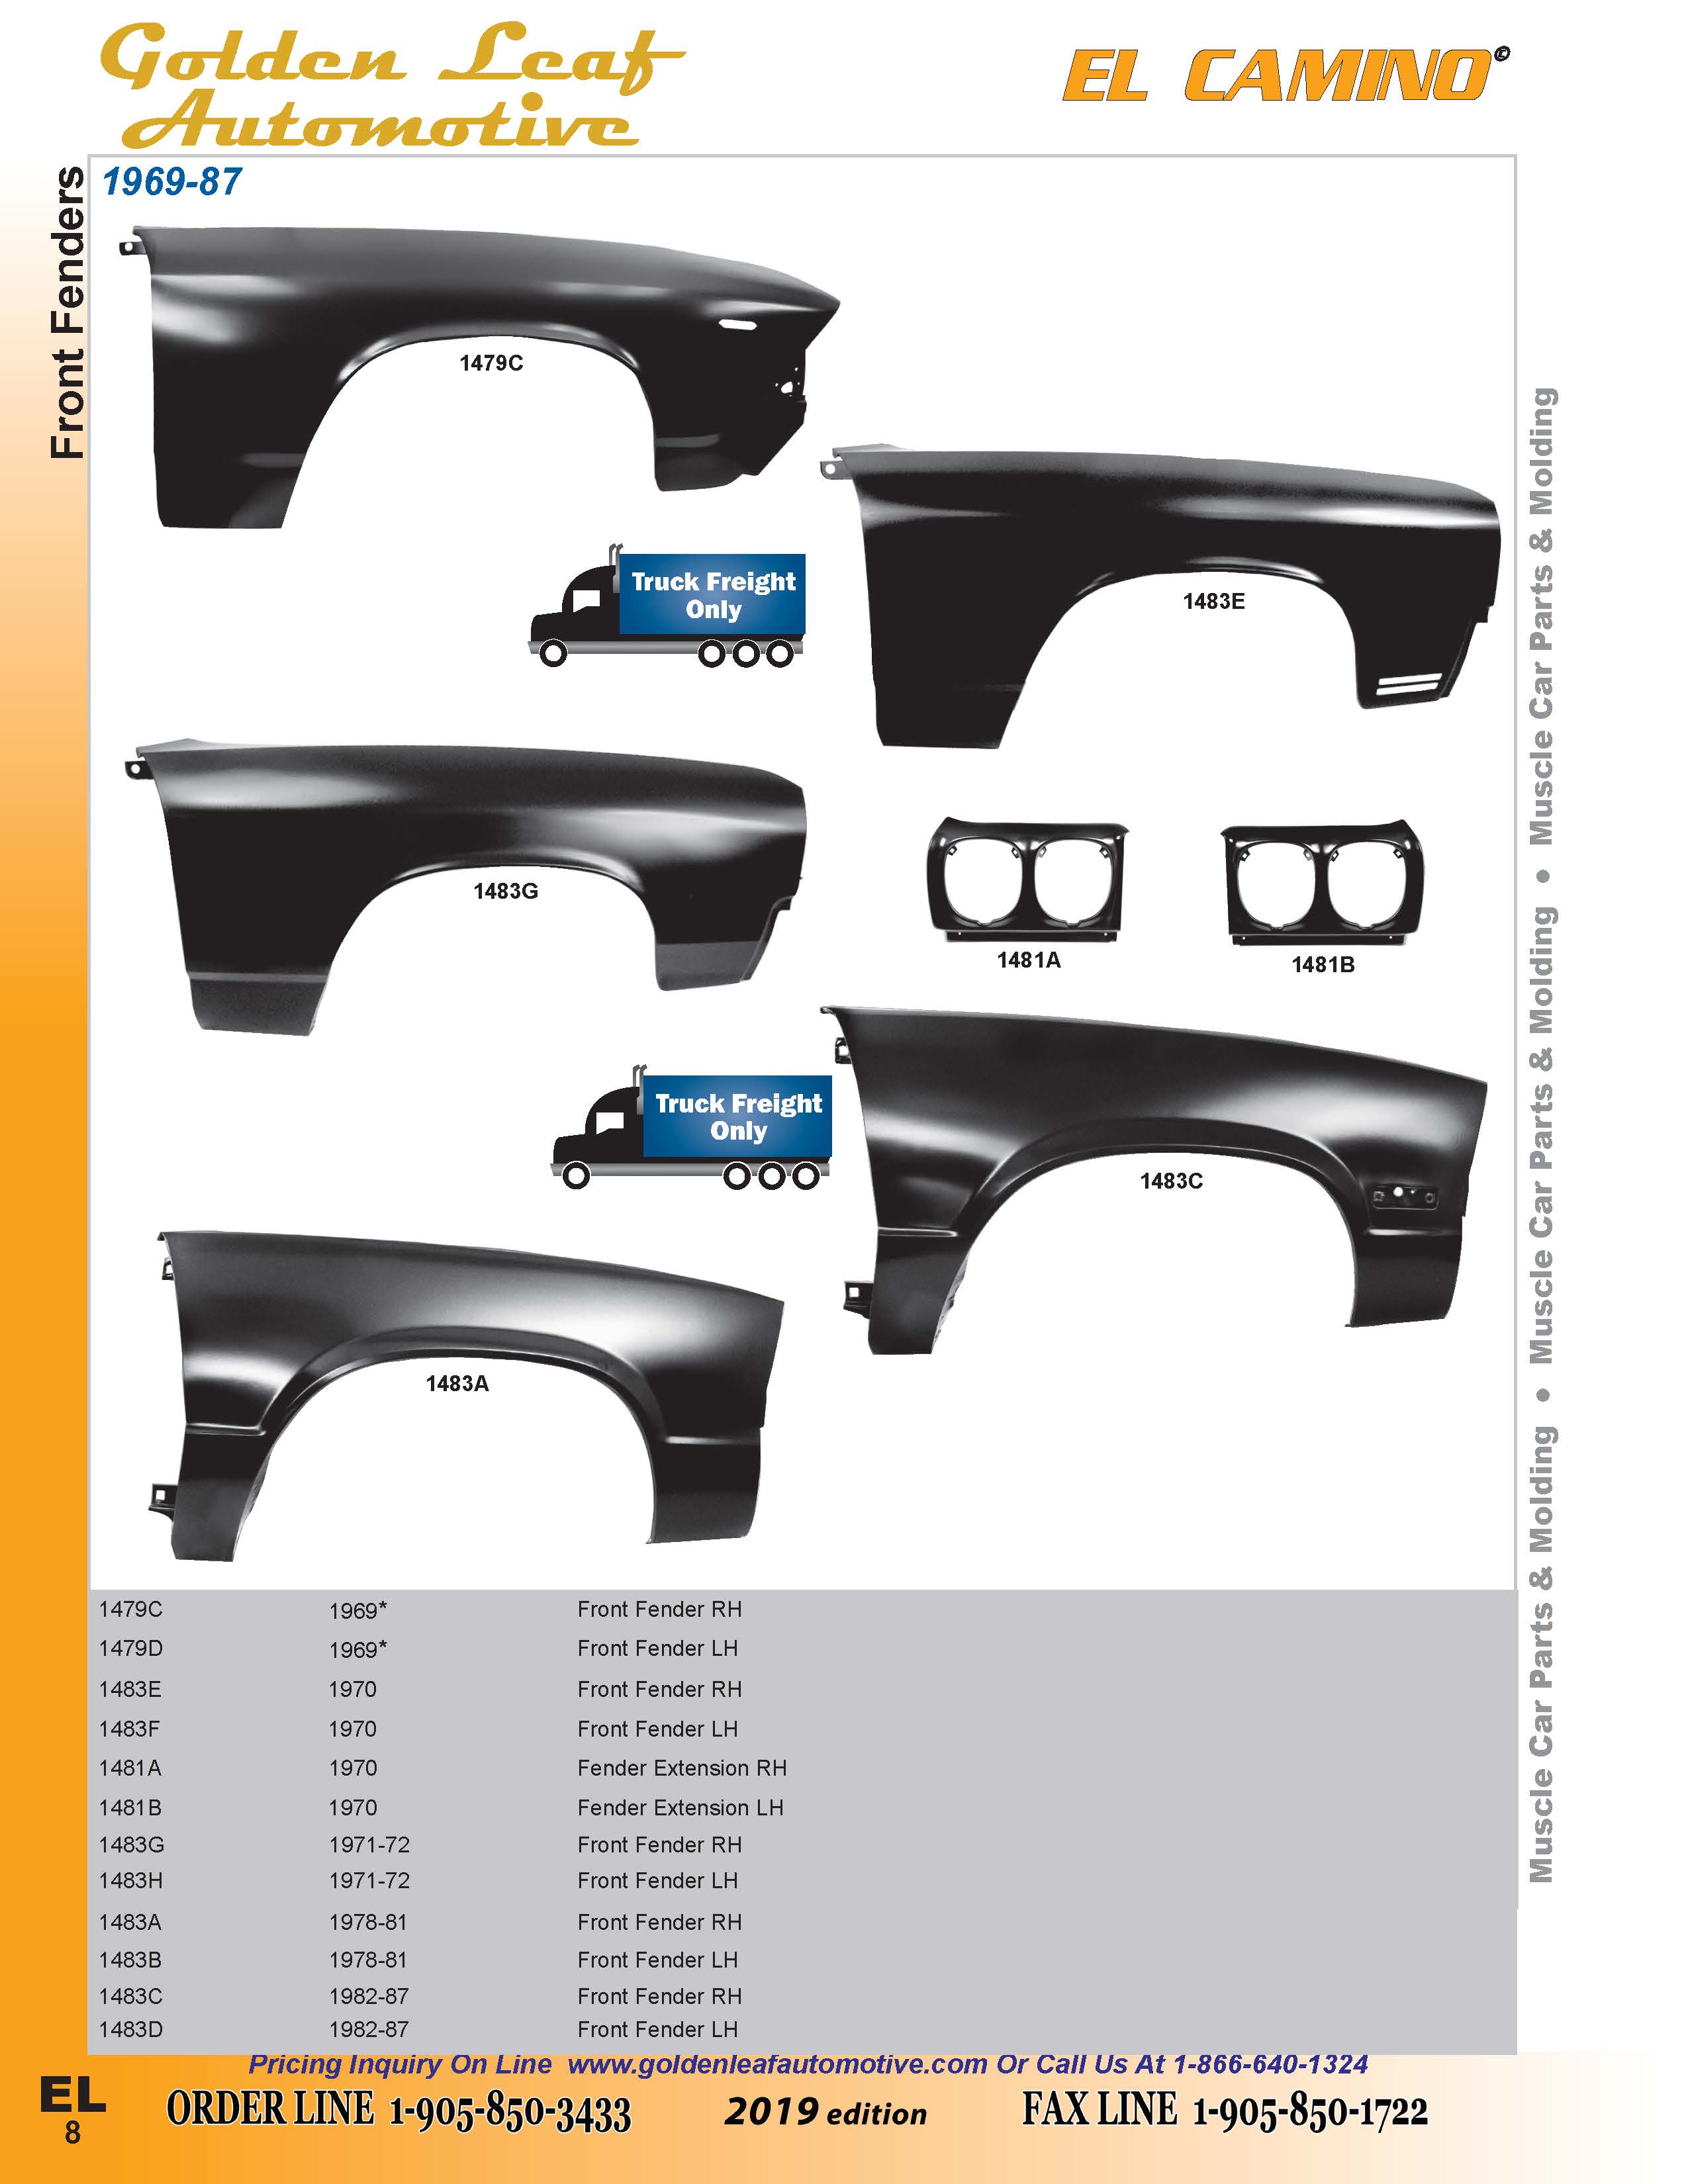 Golden Leaf
Automotive
EL CAMINO©
Front Fenders
1969-87
1479C
Truck Freight
Only
1483E
1483G
1481A
1481B
Truck Freight
Only
1483C
1483A
Muscle Car Parts & Molding • Muscle Car Parts & Molding • Muscle Car Parts & Molding
1479C 1969* Front Fender RH
1479D 1969* Front Fender LH
1483E 1970 Front Fender RH
1483F 1970 Front Fender LH
1481A 1970 Fender Extension RH
1481B 1970 Fender Extension LH
1483G 1971-72 Front Fender RH
1483H 1971-72 Front Fender LH
1483A 1978-81 Front Fender RH
1483B 1978-81 Front Fender LH
1483C 1982-87 Front Fender RH
1483D 1982-87 Front Fender LH
Pricing Inquiry On Line www.goldenleafautomotive.com Or Call Us At 1-866-640-1324
EL
8
ORDER LINE 1-905-850-3433 2019 edition FAX LINE 1-905-850-1722